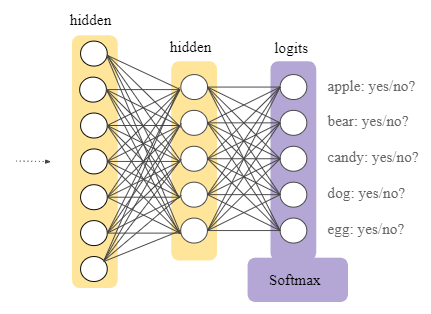 hidden
hidden
logits
apple: yes/no?
bear: yes/no?
candy: yes/no?
dog: yes/no?
egg: yes/no?
Softmax